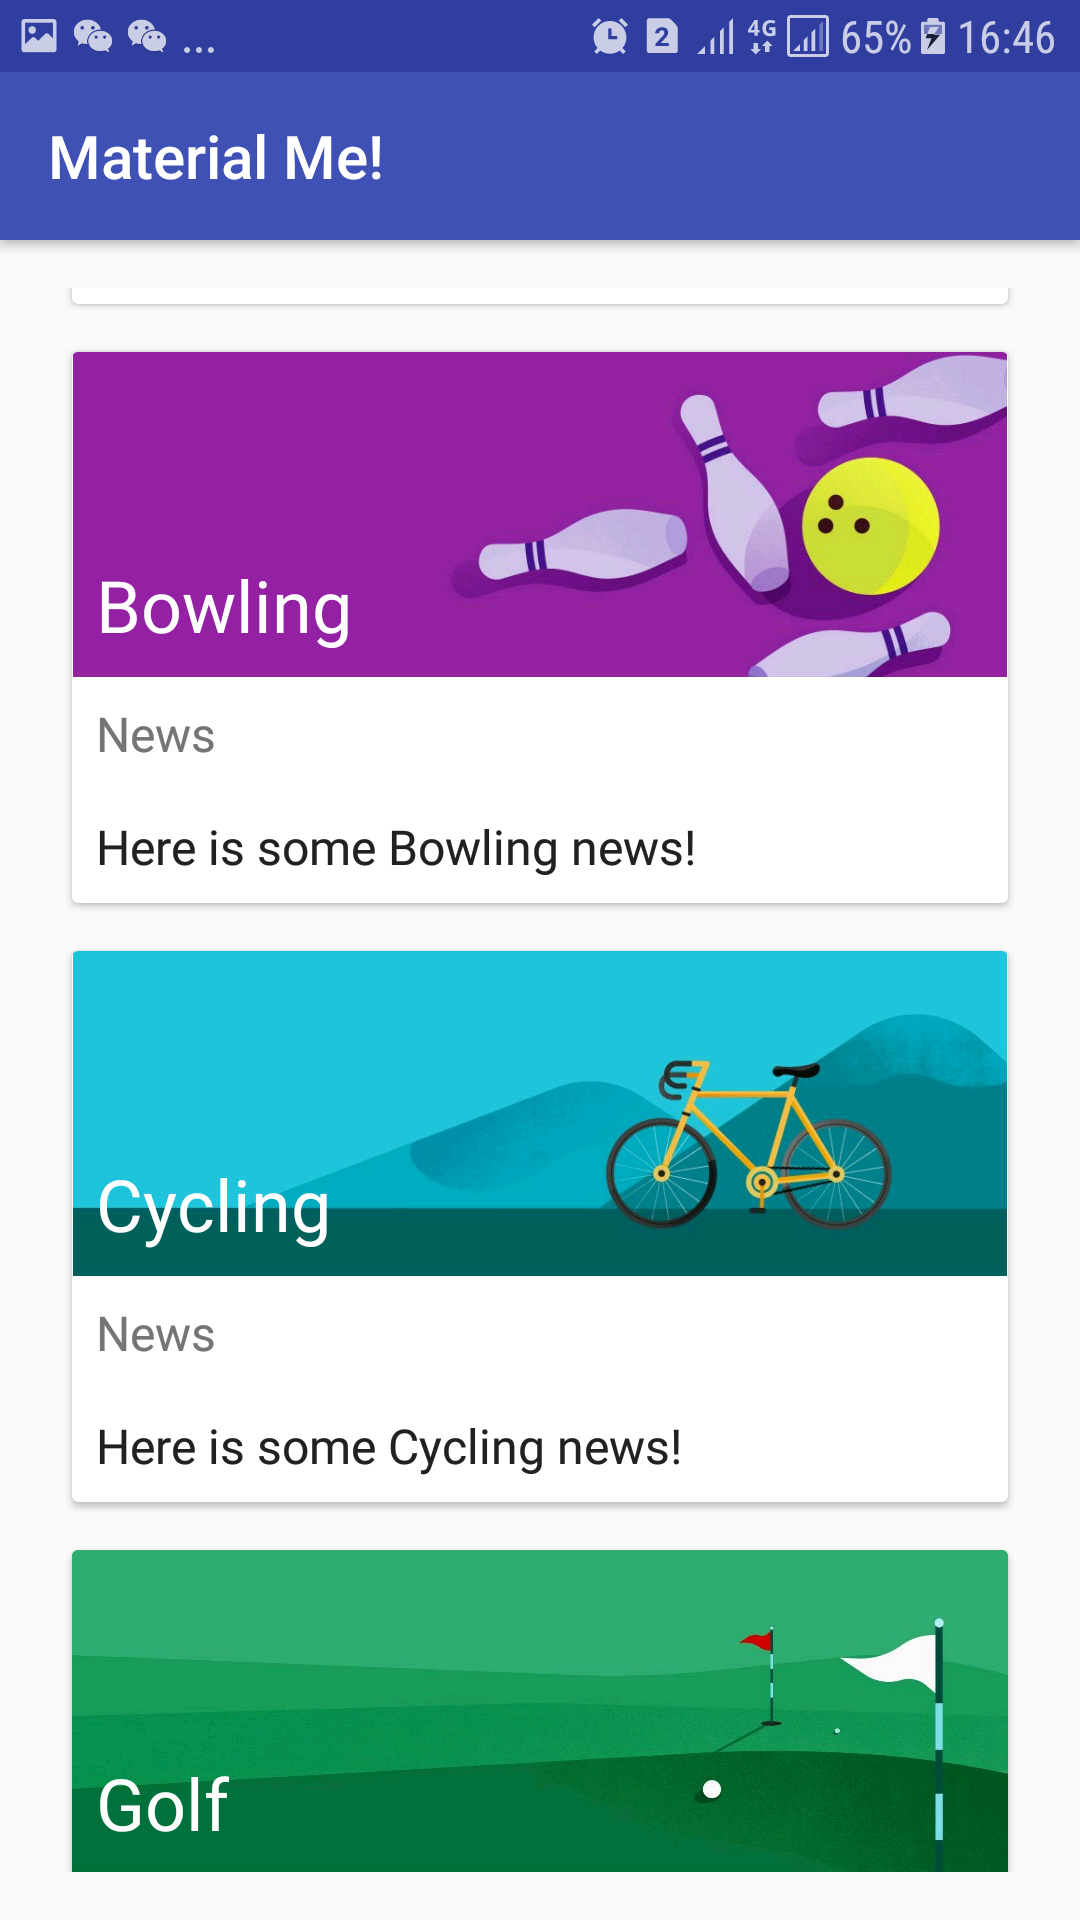 ... 2 4G 65% 16:46
Material Me!
Bowling
News
Here is some Bowling news!
Cycling
News
Here is some Cycling news!
Golf